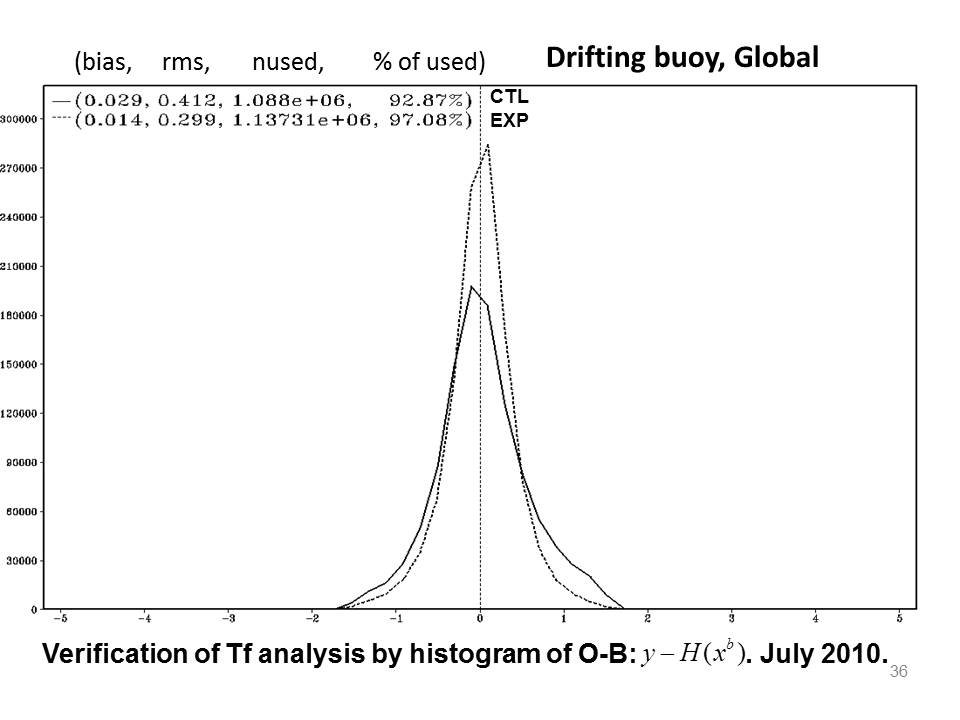 (bias, rms, nused, % of used) Drifting buoy, Global
(0.029, 0.412, 1.088e+06, 92.87%) CTL
(0.014, 0.299, 1.13731e+06, 97.08%) EXP
300000
270000
240000
210000
180000
150000
120000
90000
60000
30000
0
-5 -4 -3 -2 -1 0 1 2 3 4 5
Verification of Tf analysis by histogram of O-B: y – H(x^b). July 2010.
36